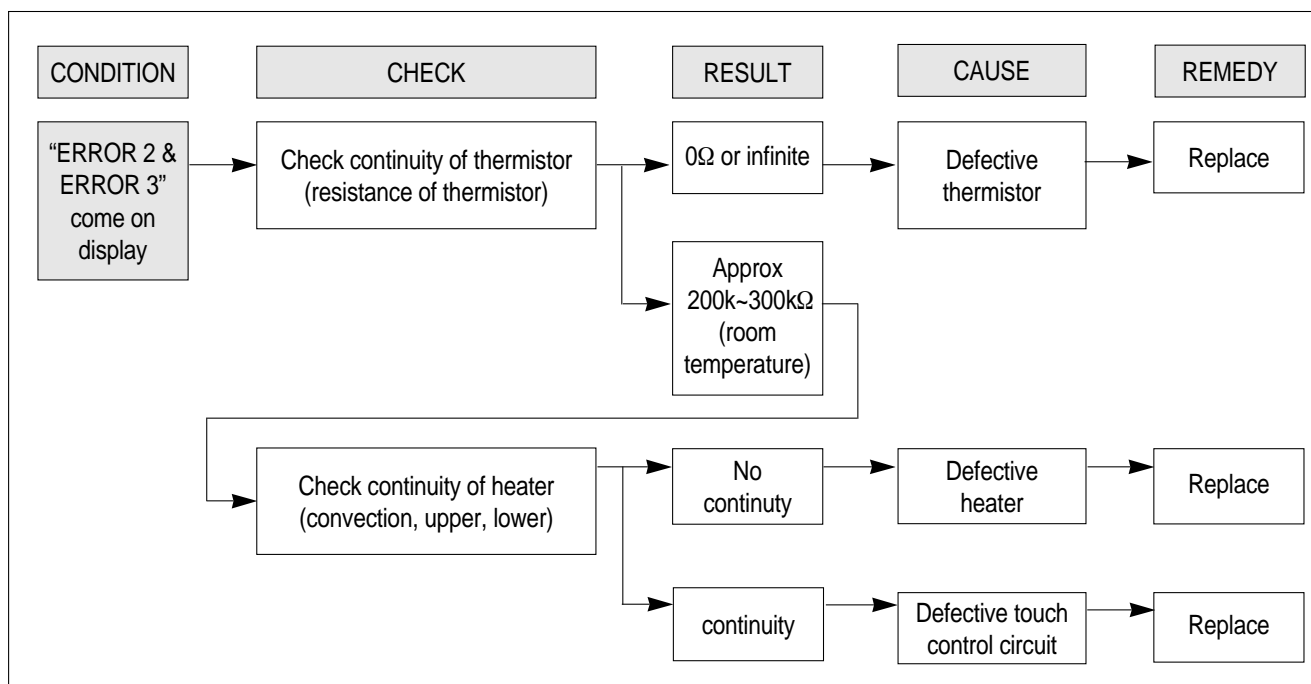 CONDITION
CHECK
RESULT
CAUSE
REMEDY
“ERROR 2 &
ERROR 3”
come on
display
Check continuity of thermistor
(resistance of thermistor)
0Ω or infinite
Defective
thermistor
Replace
Approx
200k~300kΩ
(room
temperature)
Check continuity of heater
(convection, upper, lower)
No
continuty
Defective
heater
Replace
continuity
Defective touch
control circuit
Replace